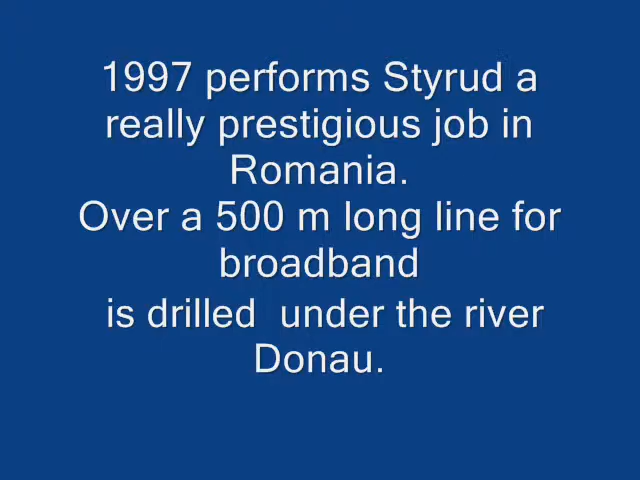 1997 performs Styrud a
really prestigious job in
Romania.
Over a 500 m long line for
broadband
is drilled  under the river
Donau.